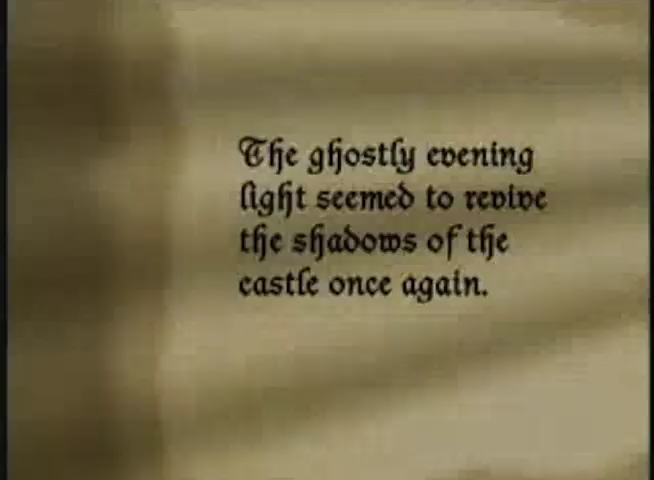 The ghostly evening
light seemed to revive
the shadows of the
castle once again.